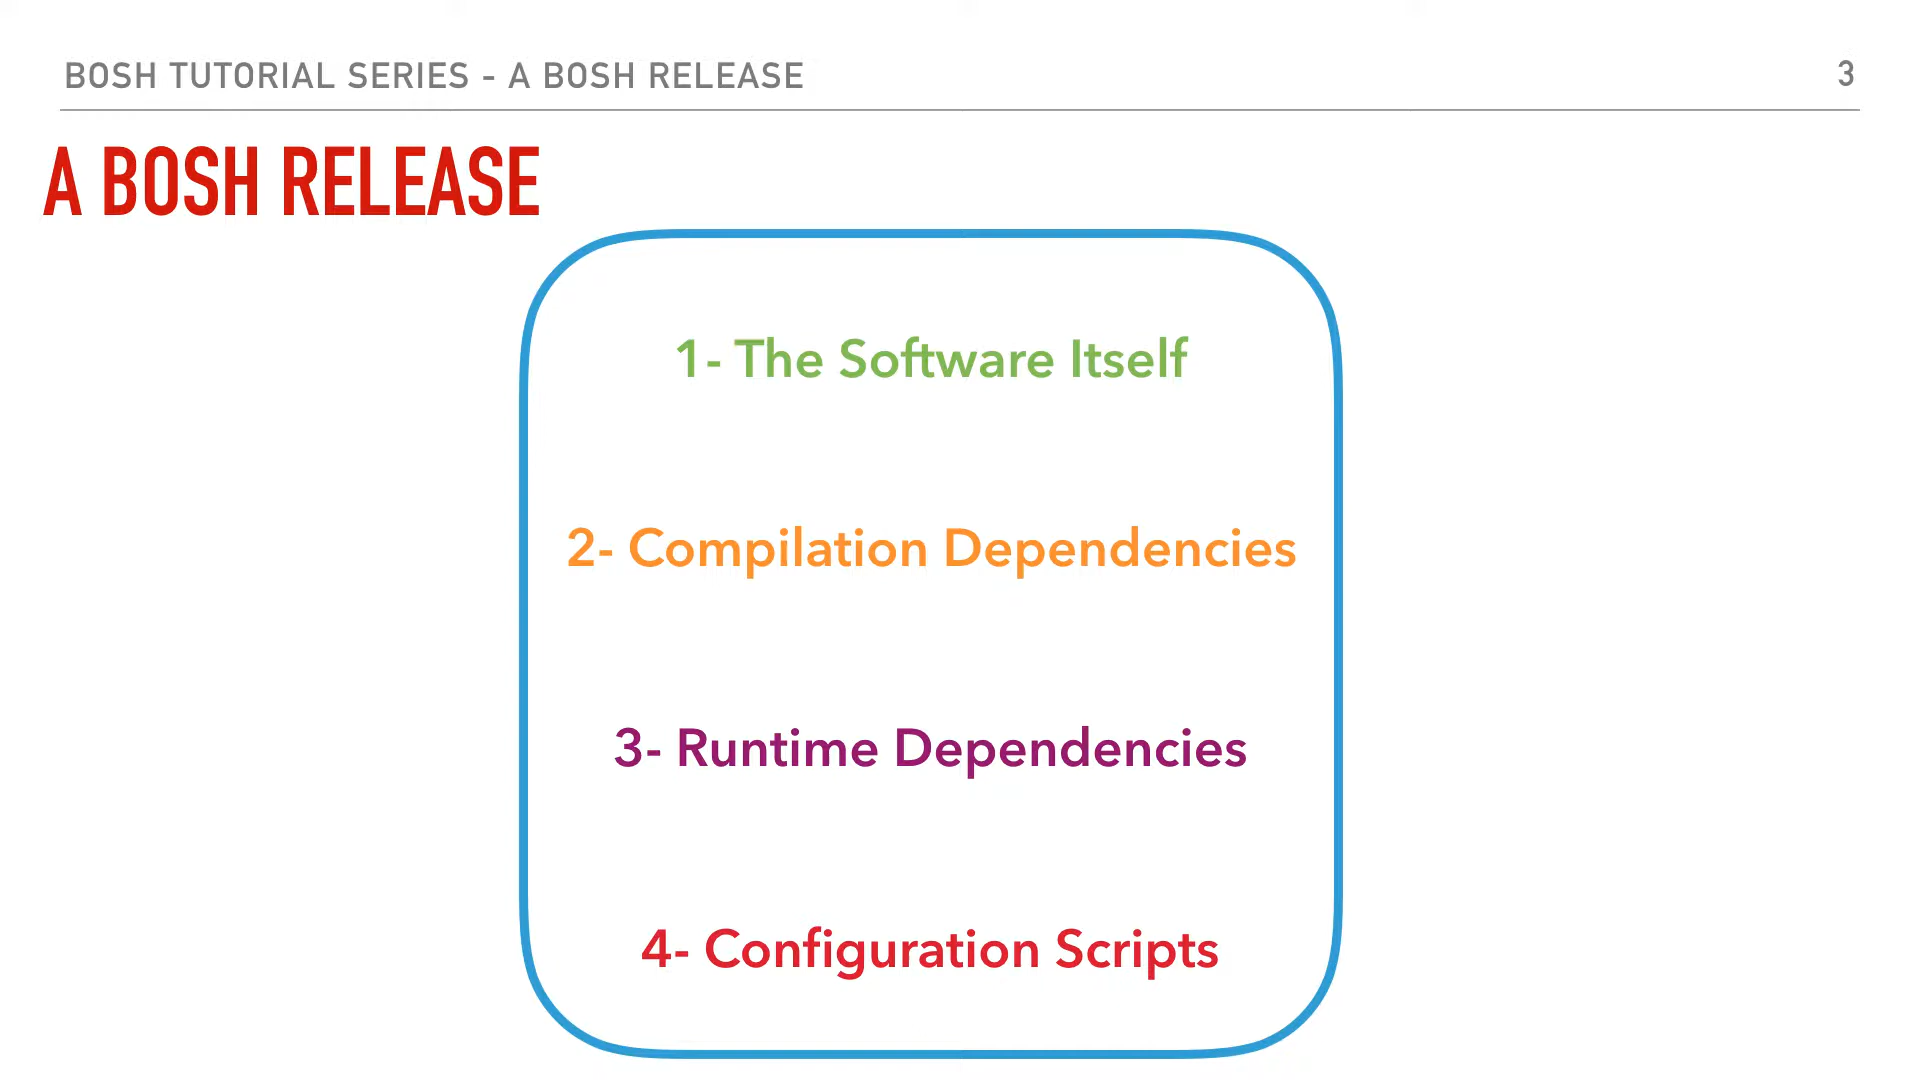 BOSH TUTORIAL SERIES - A BOSH RELEASE
3
A BOSH RELEASE
1- The Software Itself
2- Compilation Dependencies
3- Runtime Dependencies
4- Configuration Scripts